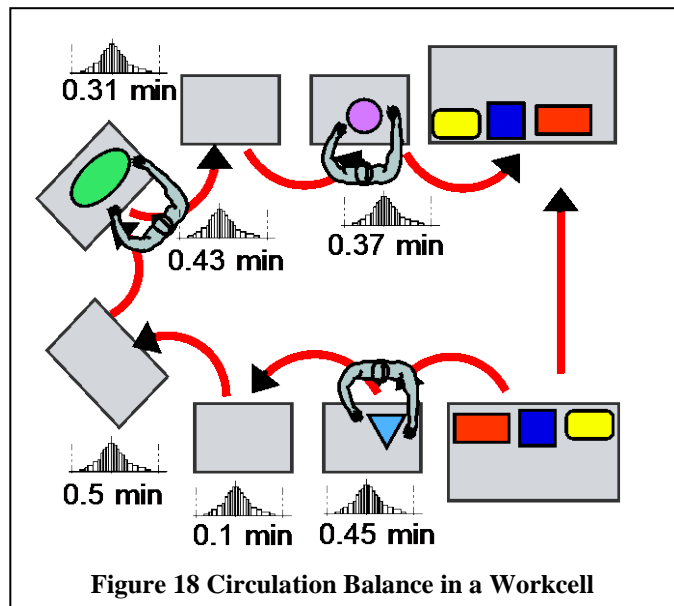 0.31 min
0.43 min
0.37 min
0.5 min
0.1 min
0.45 min
Figure 18 Circulation Balance in a Workcell